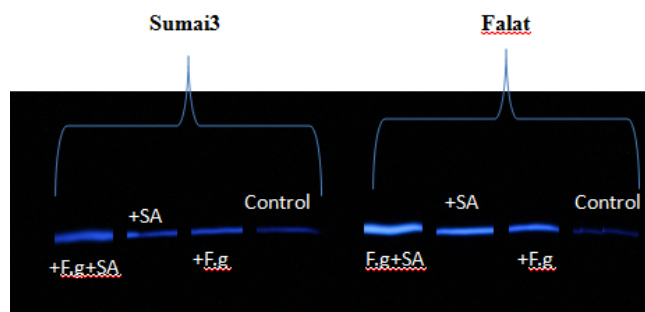 Sumai3
Falat
+SA
Control
+F.g+SA
+F.g
+SA
Control
F.g+SA
+F.g